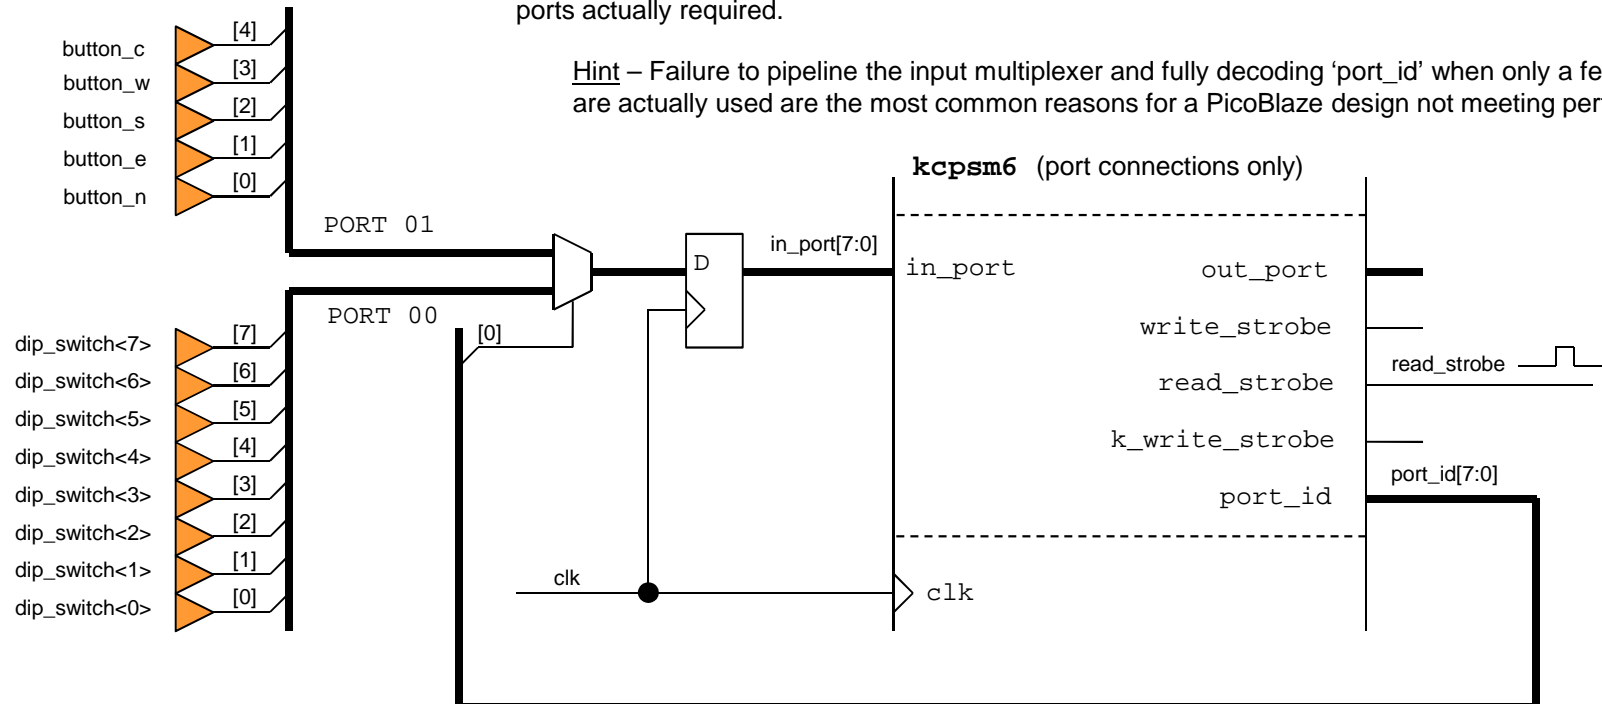 ports actually required.
Hint – Failure to pipeline the input multiplexer and fully decoding ‘port_id’ when only a fe
are actually used are the most common reasons for a PicoBlaze design not meeting per
kcpsm6 (port connections only)
button_c [4]
button_w [3]
button_s [2]
button_e [1]
button_n [0]
PORT 01
PORT 00
[0]
dip_switch<7> [7]
dip_switch<6> [6]
dip_switch<5> [5]
dip_switch<4> [4]
dip_switch<3> [3]
dip_switch<2> [2]
dip_switch<1> [1]
dip_switch<0> [0]
D
in_port[7:0]
in_port
out_port
write_strobe
read_strobe
read_strobe
k_write_strobe
port_id[7:0]
port_id
clk
clk